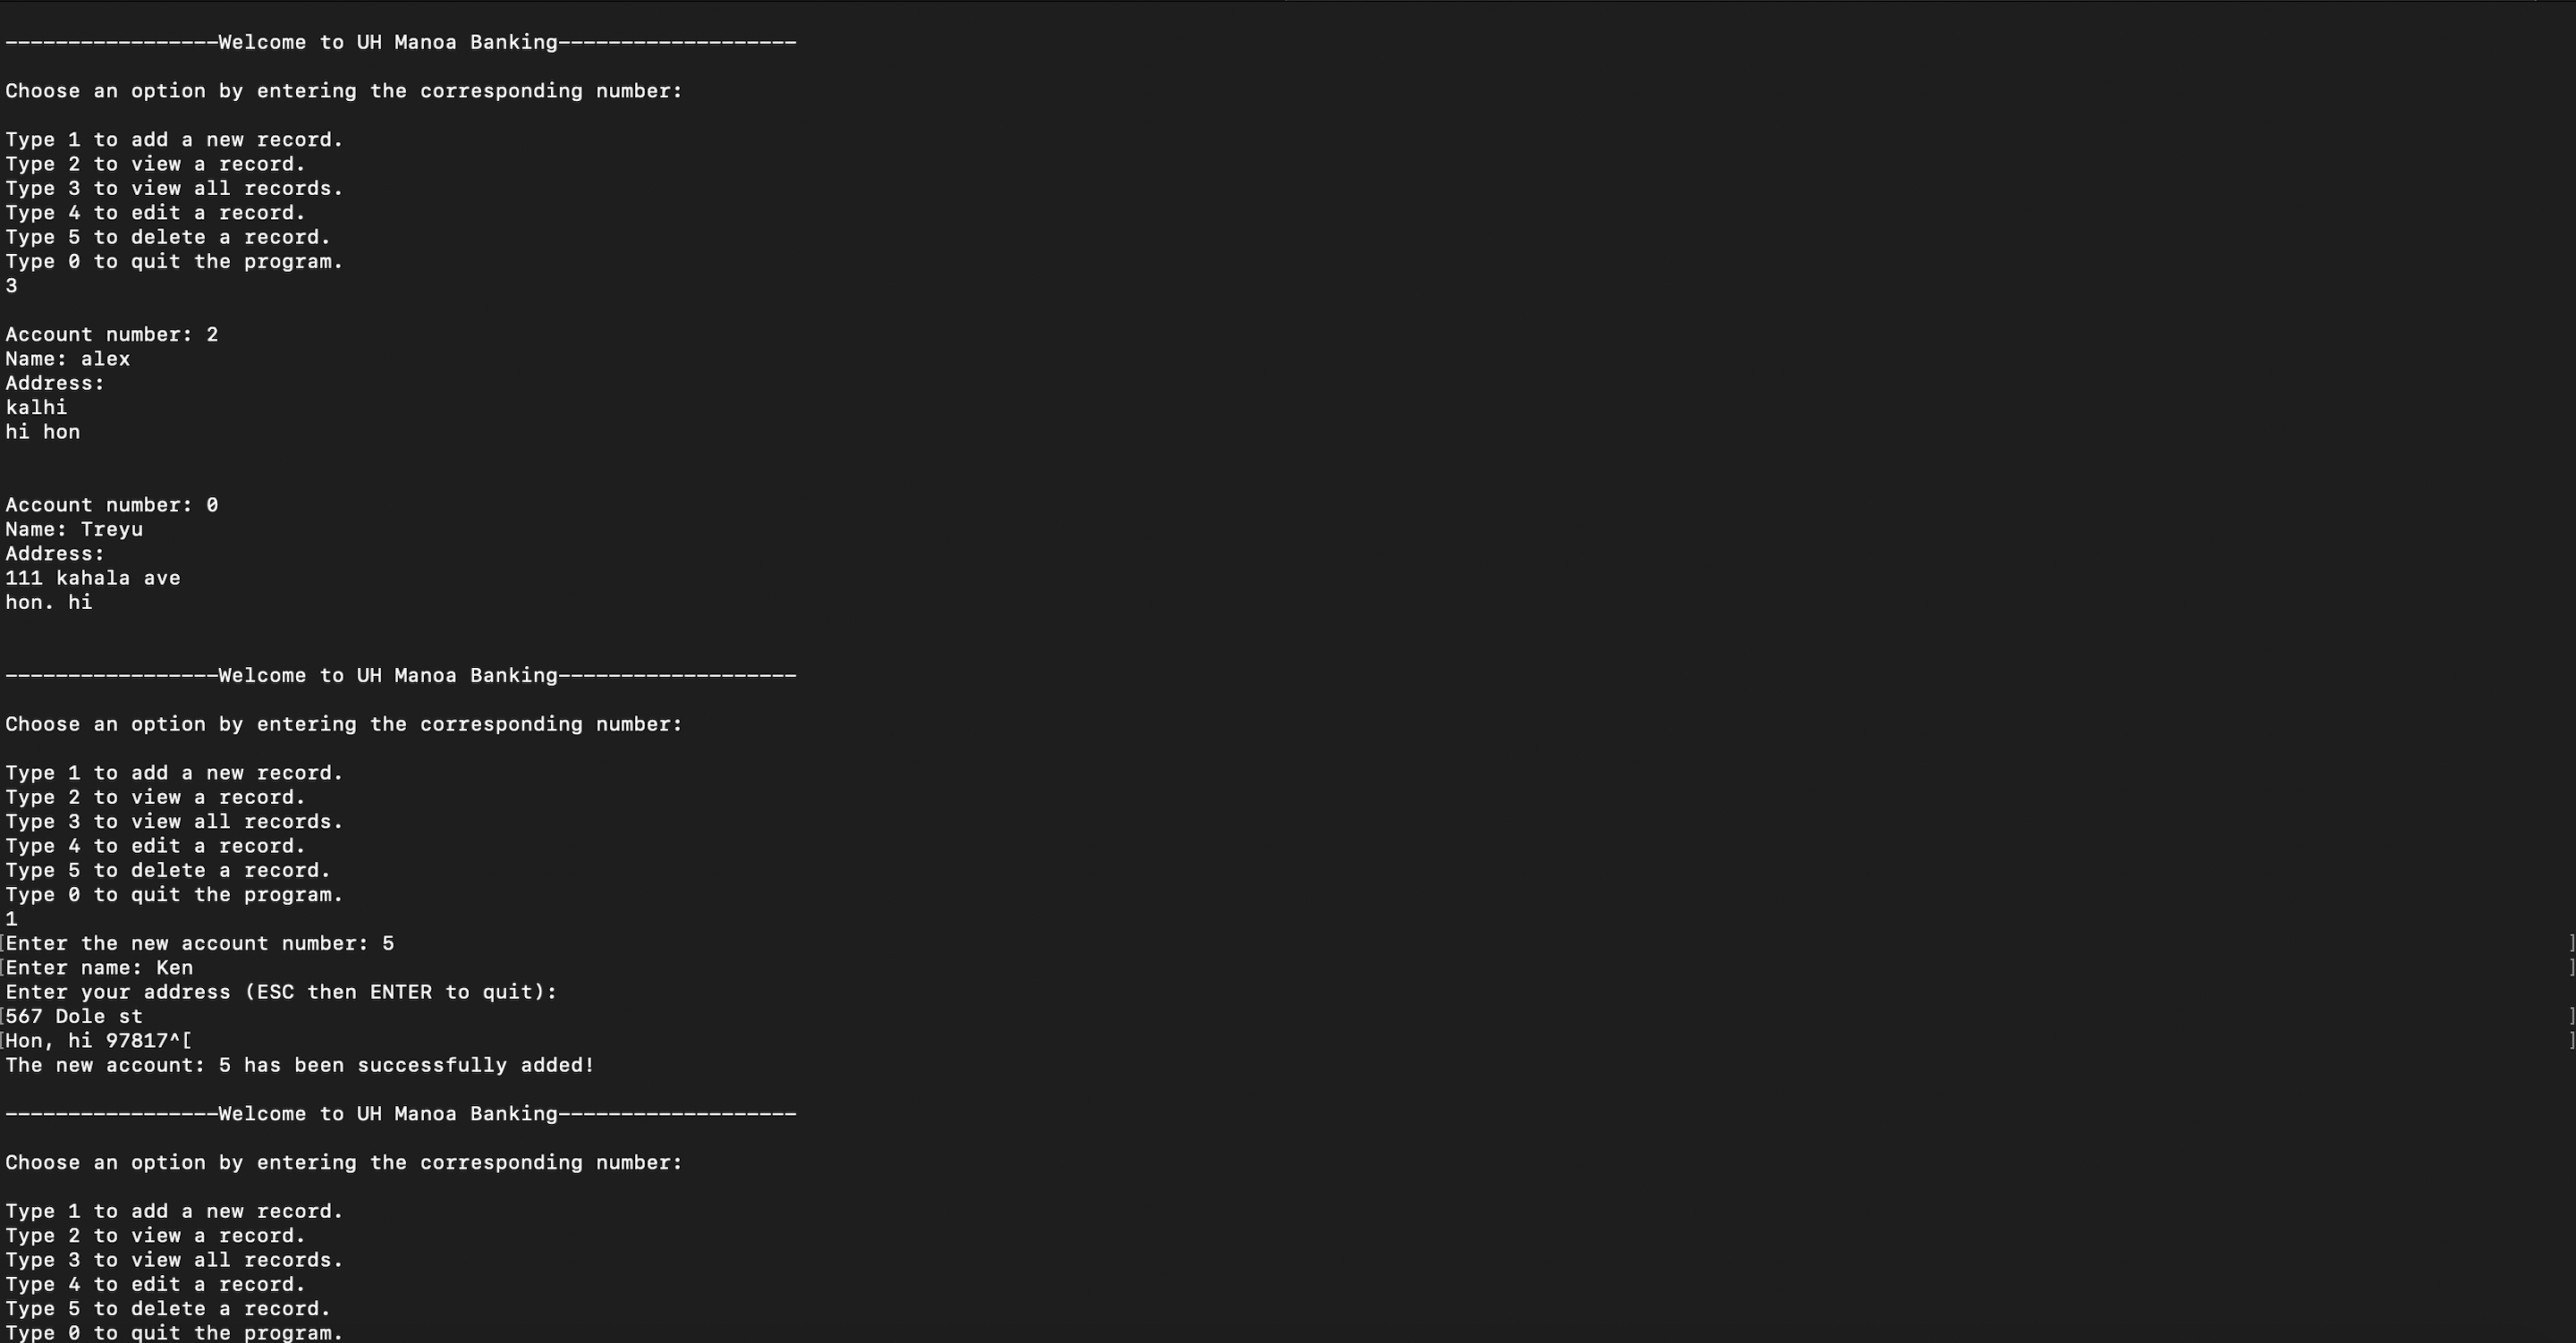 -----------------Welcome to UH Manoa Banking-------------------
Choose an option by entering the corresponding number:
Type 1 to add a new record.
Type 2 to view a record.
Type 3 to view all records.
Type 4 to edit a record.
Type 5 to delete a record.
Type 0 to quit the program.
3
Account number: 2
Name: alex
Address:
kalhi
hi hon
Account number: 0
Name: Treyu
Address:
111 kahala ave
hon. hi
-----------------Welcome to UH Manoa Banking-------------------
Choose an option by entering the corresponding number:
Type 1 to add a new record.
Type 2 to view a record.
Type 3 to view all records.
Type 4 to edit a record.
Type 5 to delete a record.
Type 0 to quit the program.
1
[Enter the new account number: 5 ]
[Enter name: Ken ]
Enter your address (ESC then ENTER to quit):
[567 Dole st ]
[Hon, hi 97817^[ ]
The new account: 5 has been successfully added!
-----------------Welcome to UH Manoa Banking-------------------
Choose an option by entering the corresponding number:
Type 1 to add a new record.
Type 2 to view a record.
Type 3 to view all records.
Type 4 to edit a record.
Type 5 to delete a record.
Type 0 to quit the program.